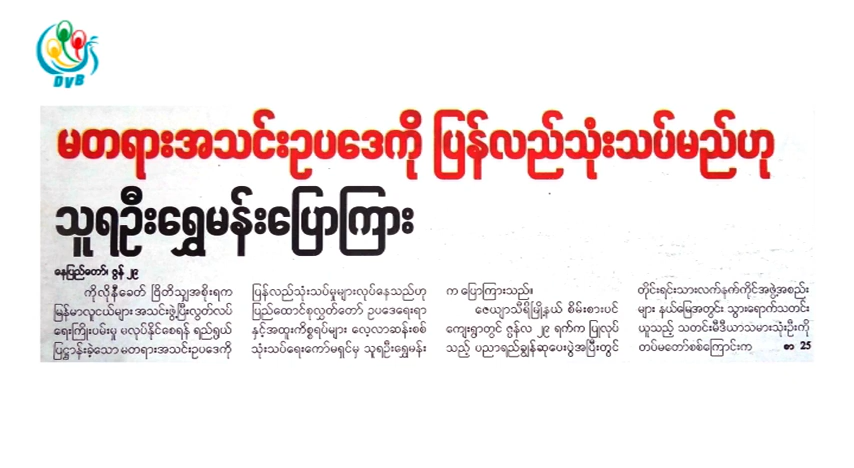 DVB
မတရားအသင်းဥပဒေကို ပြန်လည်သုံးသပ်မည်ဟု
သူရဦးရွှေမန်းပြောကြား
နေပြည်တော်၊ ဇွန် ၂၉
ကိုလိုနီခေတ် ဗြိတိသျှအစိုးရက
မြန်မာလူငယ်များ အသင်းဖွဲ့ပြီးလွတ်လပ်
ရေးကြိုးပမ်းမှု မလုပ်နိုင်စေရန် ရည်ရွယ်
ပြဋ္ဌာန်းခဲ့သော မတရားအသင်းဥပဒေကို
ပြန်လည်သုံးသပ်မှုများလုပ်နေသည်ဟု
ပြည်ထောင်စုလွှတ်တော် ဥပဒေရေးရာ
နှင့်အထူးကိစ္စရပ်များ လေ့လာဆန်းစစ်
သုံးသပ်ရေးကော်မရှင်မှ သူရဦးရွှေမန်း
က ပြောကြားသည်။
ဇေယျာသီရိမြို့နယ် စိမ်းစားပင်
ကျေးရွာတွင် ဇွန်လ ၂၉ ရက်က ပြုလုပ်
သည့် ပညာရည်ချွန်ဆုပေးပွဲအပြီးတွင်
တိုင်းရင်းသားလက်နက်ကိုင်အဖွဲ့အစည်း
များ နယ်မြေအတွင်း သွားရောက်သတင်း
ယူသည့် သတင်းမီဒီယာသမားသုံးဦးကို
တပ်မတော်စစ်ကြောင်းက စာ 25